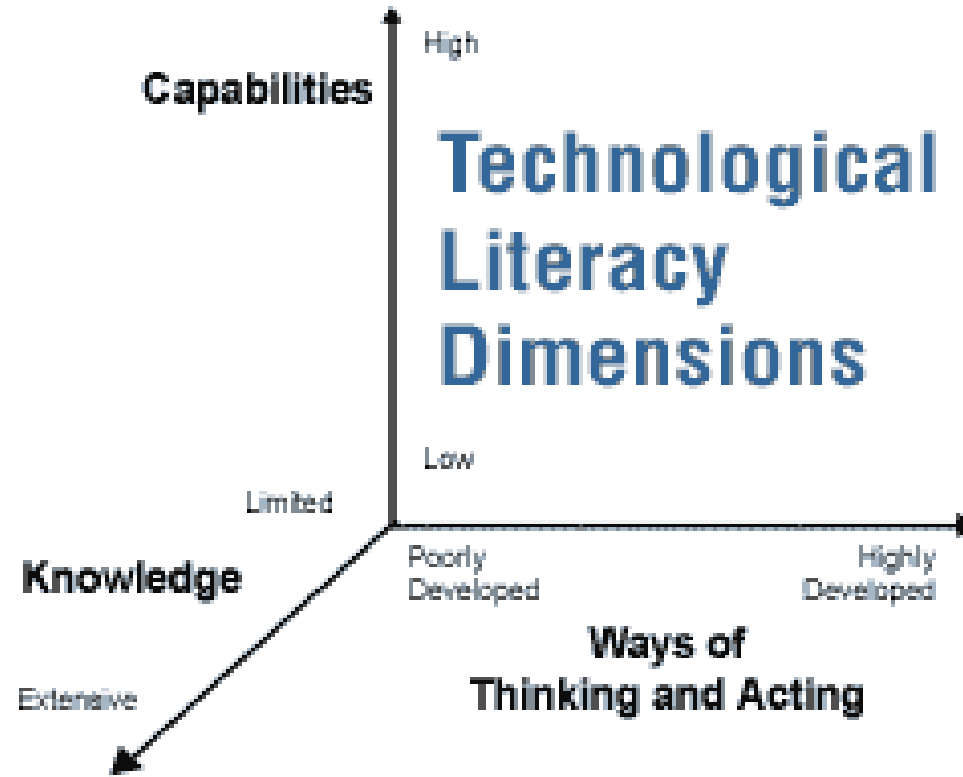 High
Capabilities
Technological
Literacy
Dimensions
Low
Limited
Poorly
Developed
Highly
Developed
Knowledge
Ways of
Thinking and Acting
Extensive